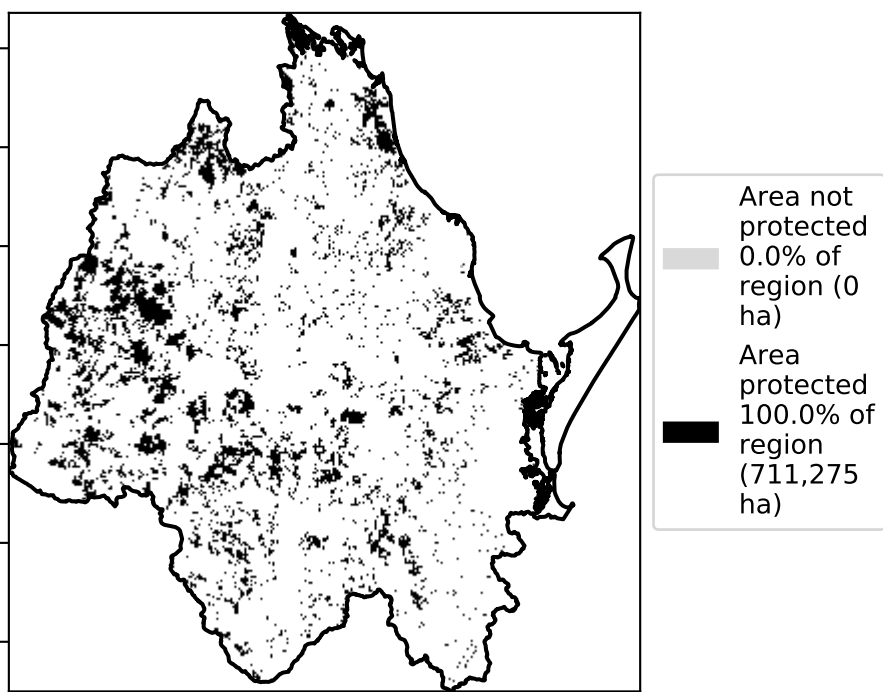 Area not
protected
0.0% of
region (0
ha)
Area
protected
100.0% of
region
(711,275
ha)